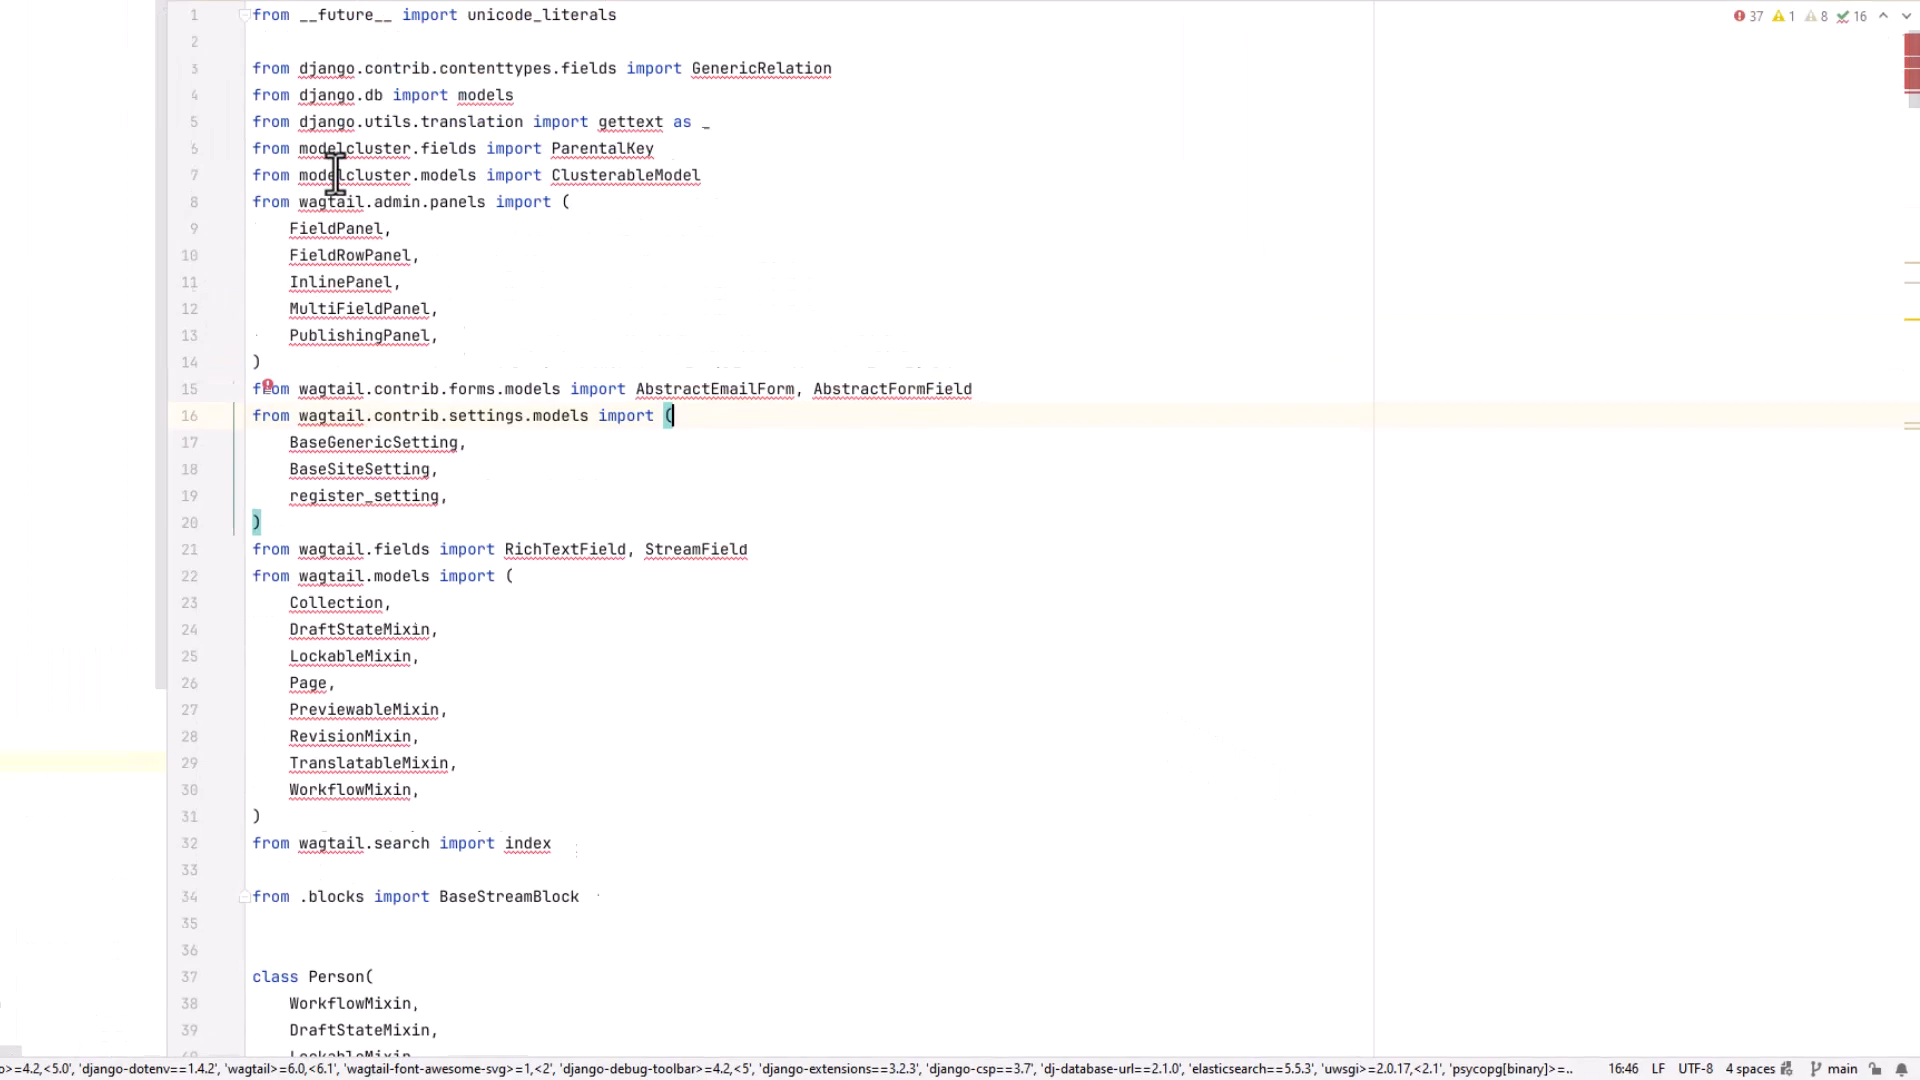 37 1 8 16
1 from __future__ import unicode_literals
2
3 from django.contrib.contenttypes.fields import GenericRelation
4 from django.db import models
5 from django.utils.translation import gettext as _
6 from modelcluster.fields import ParentalKey
7 from modelcluster.models import ClusterableModel
8 from wagtail.admin.panels import (
9 FieldPanel,
10 FieldRowPanel,
11 InlinePanel,
12 MultiFieldPanel,
13 PublishingPanel,
14 )
15 from wagtail.contrib.forms.models import AbstractEmailForm, AbstractFormField
16 from wagtail.contrib.settings.models import (
17 BaseGenericSetting,
18 BaseSiteSetting,
19 register_setting,
20 )
21 from wagtail.fields import RichTextField, StreamField
22 from wagtail.models import (
23 Collection,
24 DraftStateMixin,
25 LockableMixin,
26 Page,
27 PreviewableMixin,
28 RevisionMixin,
29 TranslatableMixin,
30 WorkflowMixin,
31 )
32 from wagtail.search import index
33
34 from .blocks import BaseStreamBlock
35
36
37 class Person(
38 WorkflowMixin,
39 DraftStateMixin,
40 LockableMixin
o>=4.2,<5.0', 'django-dotenv==1.4.2', 'wagtail>=6.0,<6.1', 'wagtail-font-awesome-svg>=1,<2', 'django-debug-toolbar>=4.2,<5', 'django-extensions==3.2.3', 'django-csp==3.7', 'dj-database-url==2.1.0', 'elasticsearch==5.5.3', 'uwsgi>=2.0.17,<2.1', 'psycopg[binary]>=.. 16:46 LF UTF-8 4 spaces main